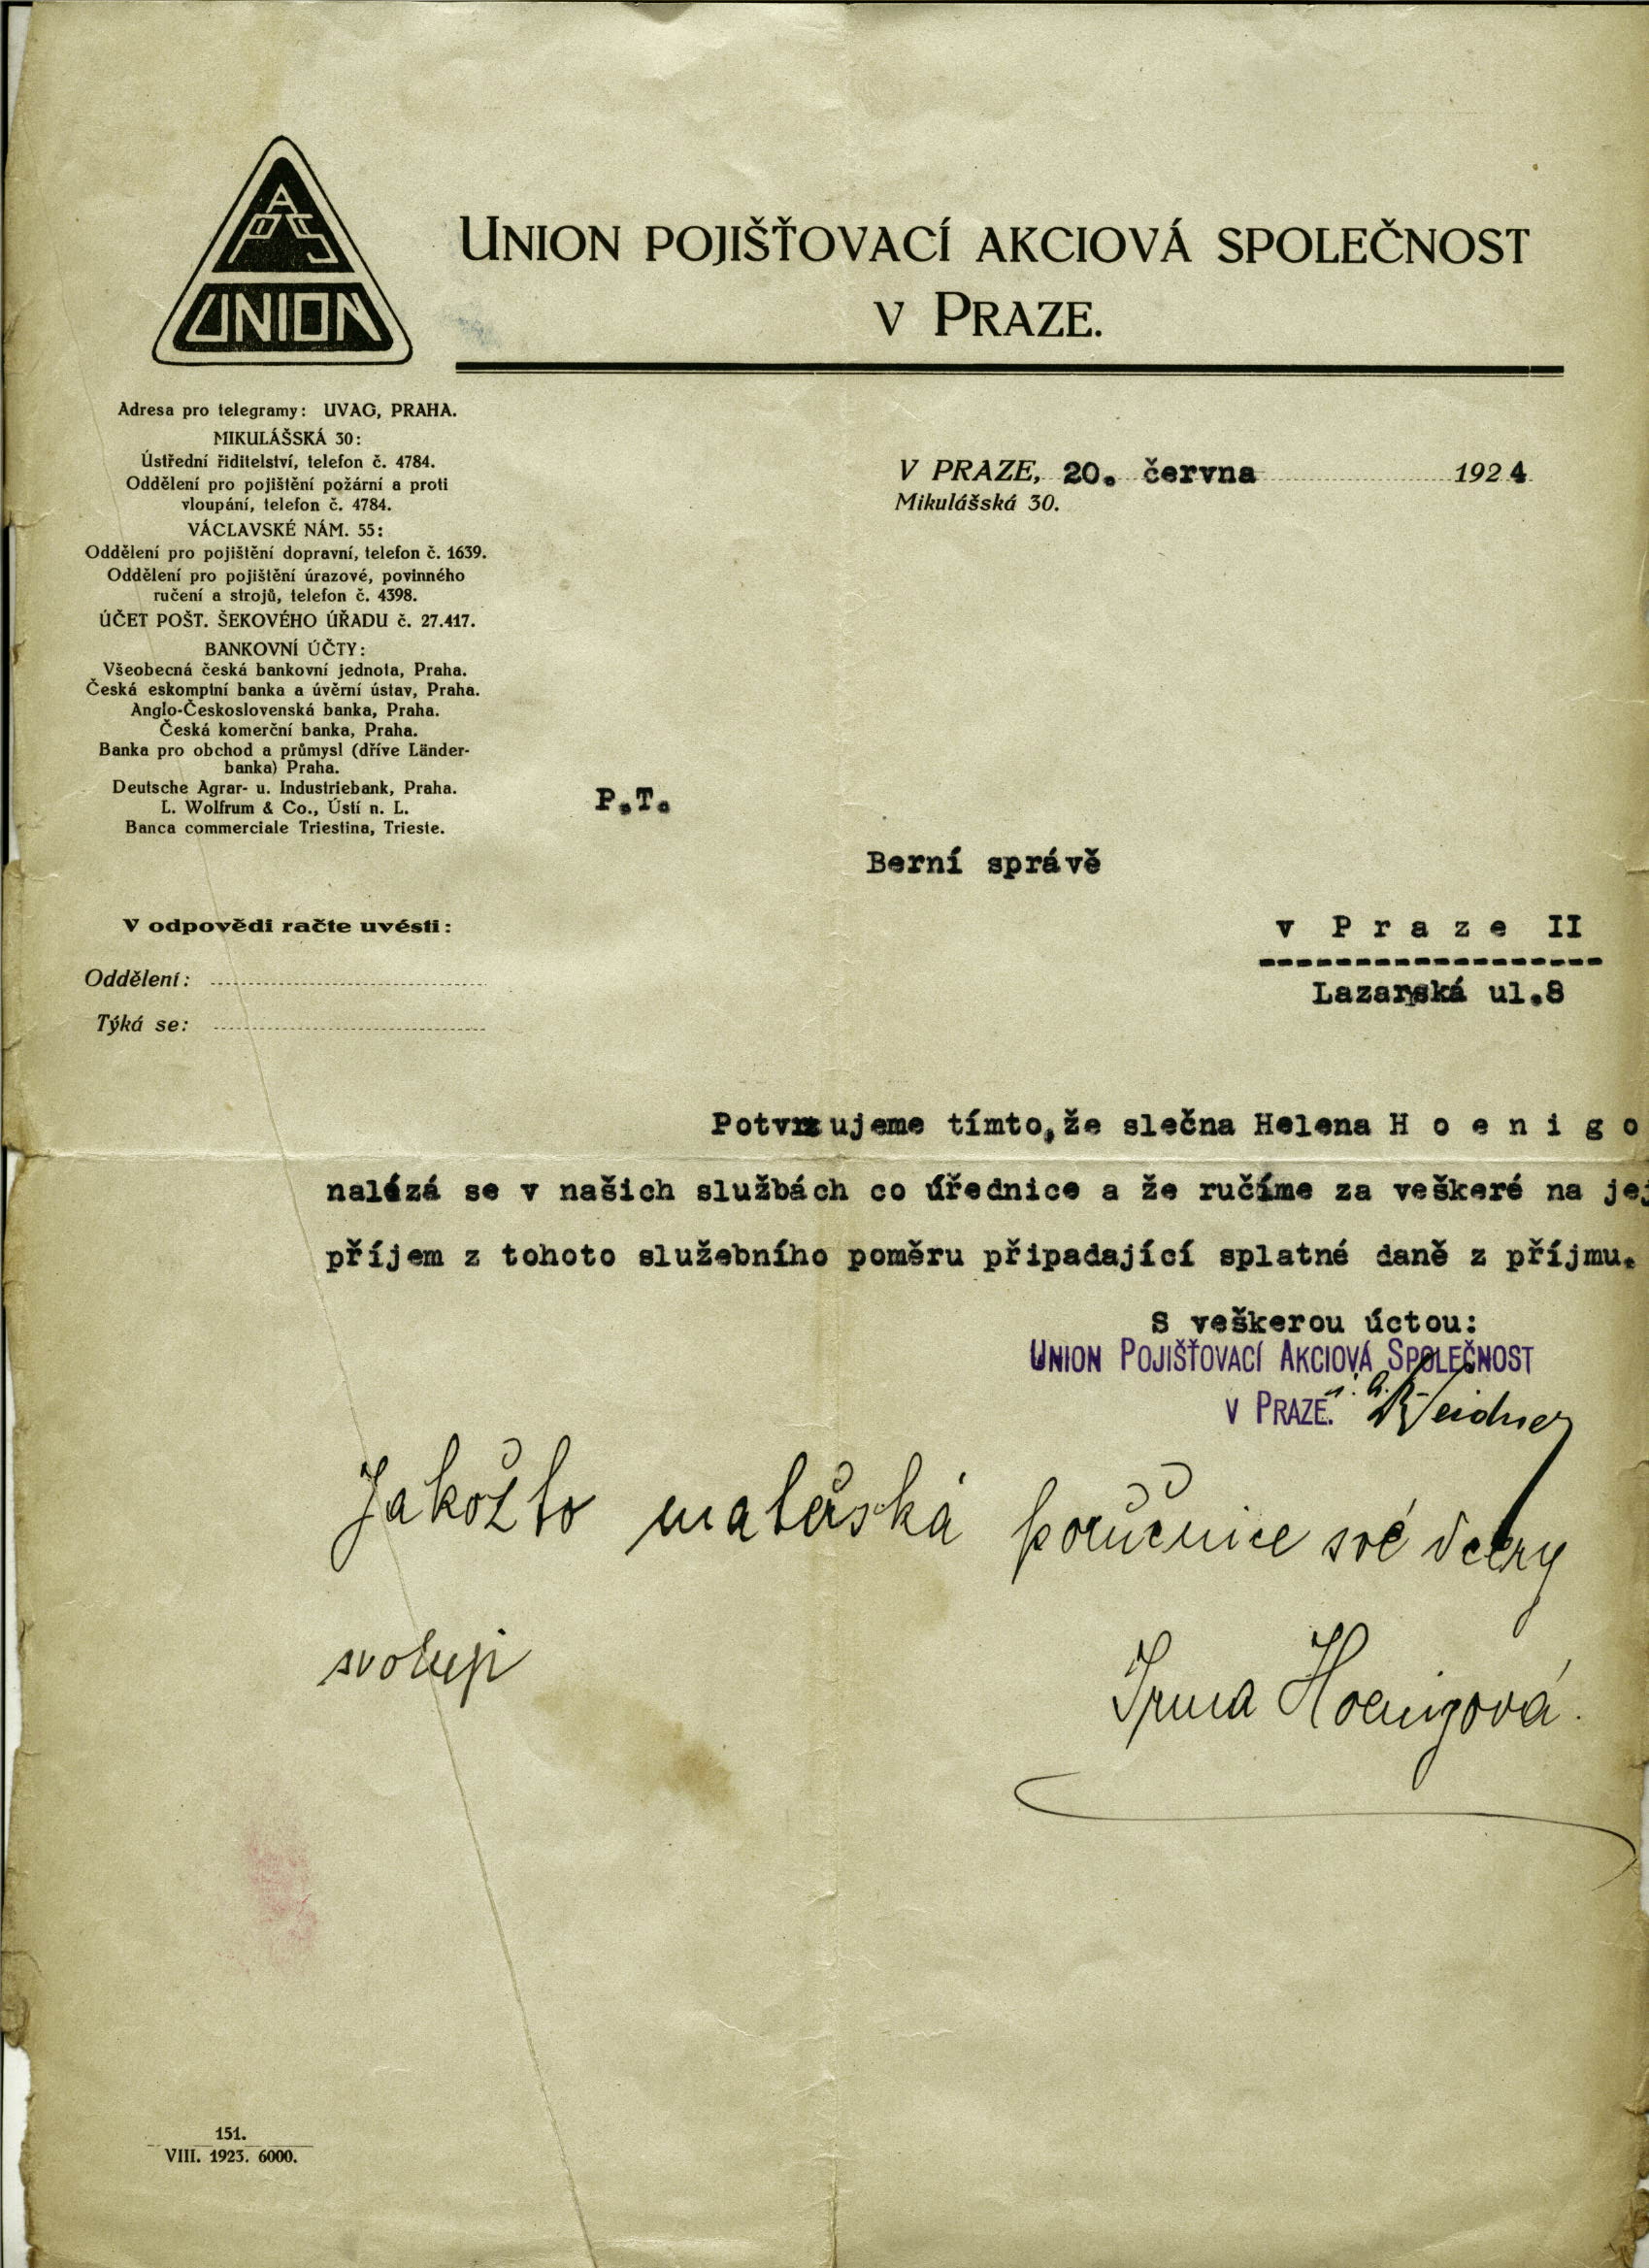 APOS
UNION
UNION POJIŠŤOVACÍ AKCIOVÁ SPOLEČNOST
V PRAZE.
Adresa pro telegramy: UVAG, PRAHA.
MIKULÁŠSKÁ 30:
Ústřední řiditelství, telefon č. 4784.
Oddělení pro pojištění požární a proti
vloupání, telefon č. 4784.
VÁCLAVSKÉ NÁM. 55:
Oddělení pro pojištění dopravní, telefon č. 1639.
Oddělení pro pojištění úrazové, povinného
ručení a strojů, telefon č. 4398.
ÚČET POŠT. ŠEKOVÉHO ÚŘADU č. 27.417.
BANKOVNÍ ÚČTY:
Všeobecná česká bankovní jednota, Praha.
Česká eskomptní banka a úvěrní ústav, Praha.
Anglo-Československá banka, Praha.
Česká komerční banka, Praha.
Banka pro obchod a průmysl (dříve Länder-
banka) Praha.
Deutsche Agrar- u. Industriebank, Praha.
L. Wolfrum & Co., Ústí n. L.
Banca commerciale Triestina, Trieste.
V odpovědi račte uvésti:
Oddělení:
Týká se:
V PRAZE, 20. června 1924
Mikulášská 30.
P.T.
Berní správě
v P r a z e II
Lazarská ul.8
Potvrzujeme tímto, že slečna Helena H o e n i g o
nalézá se v našich službách co úřednice a že ručíme za veškeré na jej
příjem z tohoto služebního poměru připadající splatné daně z příjmu.
S veškerou úctou:
UNION POJIŠŤOVACÍ AKCIOVÁ SPOLEČNOST
V PRAZE.
Jakožto mateřská poručnice své dcery
svoluji
Irma Hoenigová.
151.
VIII. 1923. 6000.